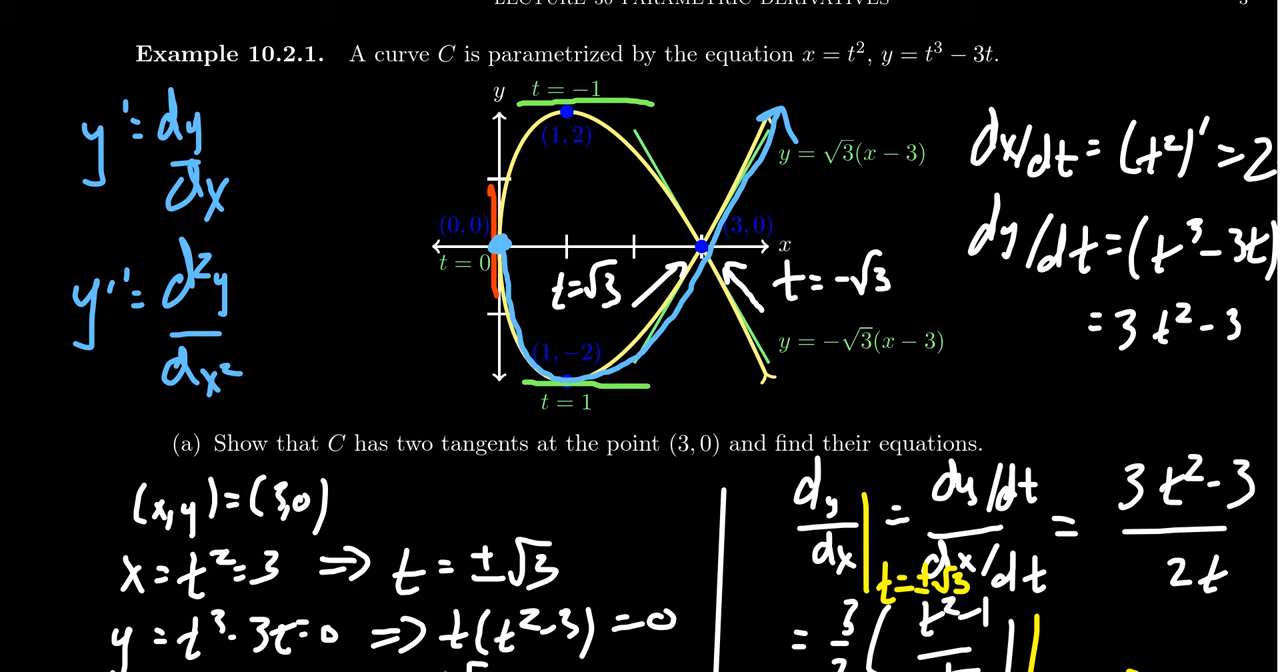 LECTURE 30 PARAMETRIC DERIVATIVES 3
Example 10.2.1. A curve C is parametrized by the equation x = t², y = t³ − 3t.
y' = dy/dx
y'' = d²y/dx²
y
t = −1
(1, 2)
y = √3(x − 3)
(0, 0)
(3, 0)
x
t = 0
t = √3
t = −√3
(1, −2)
y = −√3(x − 3)
t = 1
dx/dt = (t²)' = 2
dy/dt = (t³ − 3t)
= 3t² − 3
(a) Show that C has two tangents at the point (3, 0) and find their equations.
(x,y) = (3,0)
x = t² = 3 ⇒ t = ±√3
y = t³ − 3t = 0 ⇒ t(t² − 3) = 0
dy/dx | t = ±√3 = (dy/dt)/(dx/dt) = (3t² − 3)/(2t)
= 3/2 ( (t² − 1)/t )